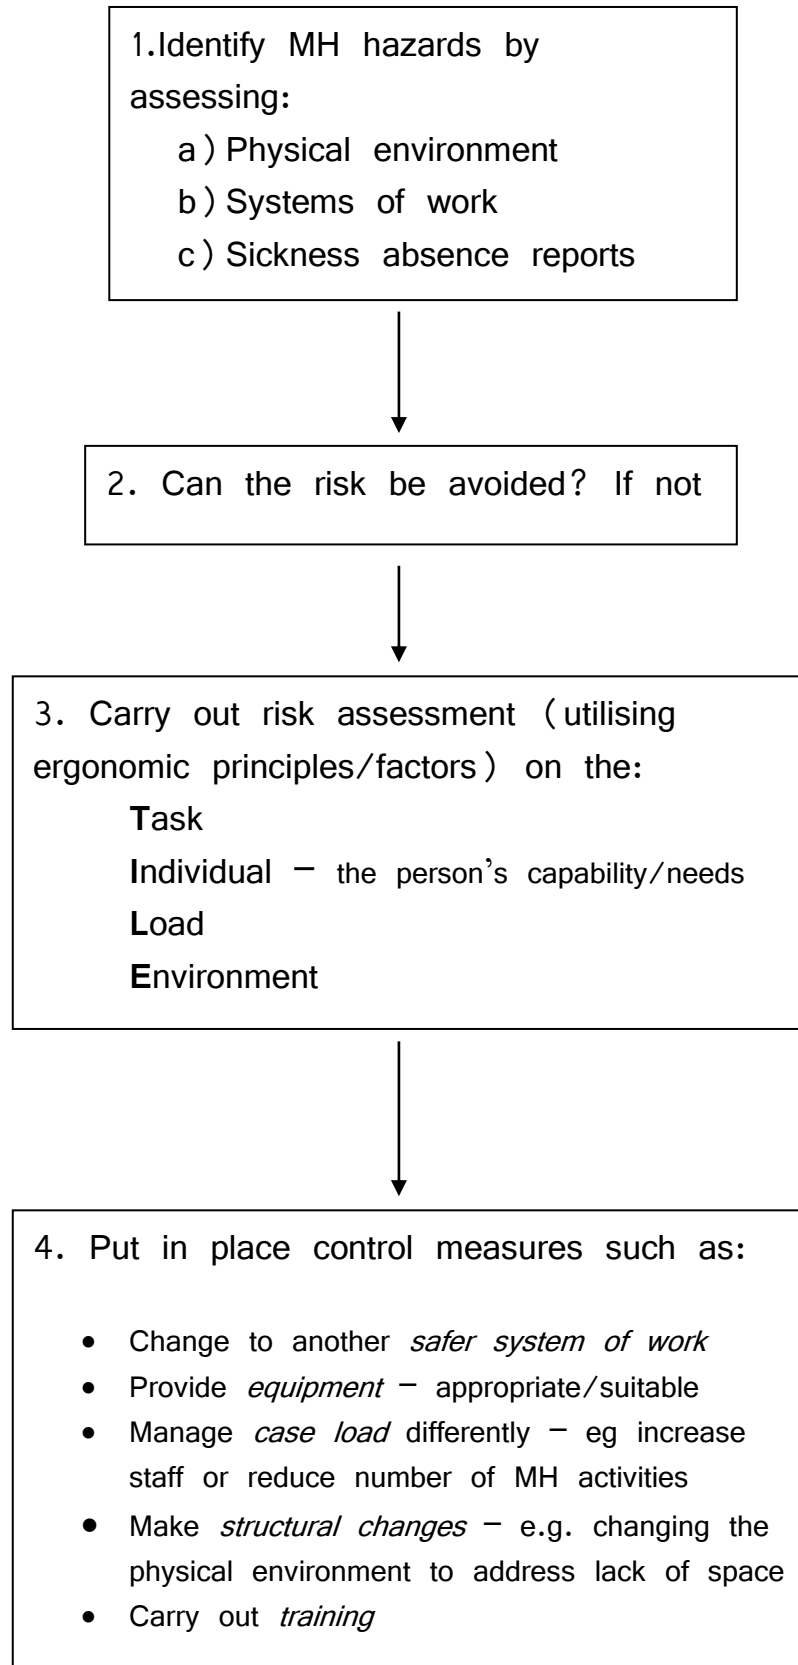 1.Identify MH hazards by
assessing:
a) Physical environment
b) Systems of work
c) Sickness absence reports
2. Can the risk be avoided? If not
3. Carry out risk assessment (utilising
ergonomic principles/factors) on the:
Task
Individual – the person's capability/needs
Load
Environment
4. Put in place control measures such as:
• Change to another safer system of work
• Provide equipment – appropriate/suitable
• Manage case load differently – eg increase
staff or reduce number of MH activities
• Make structural changes – e.g. changing the
physical environment to address lack of space
• Carry out training